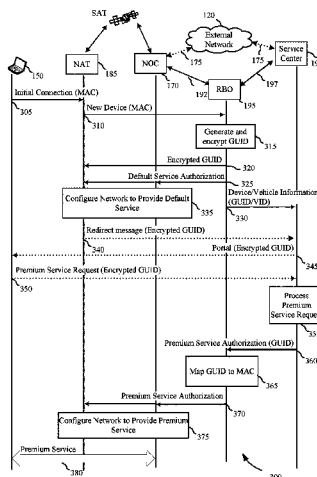 SAT
120
External
Network
175
175
Service
Center
150
NAT
185
NOC
170
192
197
RBO
195
Initial Connection (MAC)
305
New Device (MAC)
310
Generate and
encrypt GUID
315
Encrypted GUID
320
Default Service Authorization
325
Device/Vehicle Information
(GUID/VID)
330
Configure Network to Provide Default
Service
335
Redirect message (Encrypted GUID)
340
345
Portal (Encrypted GUID)
Premium Service Request (Encrypted GUID)
350
Process
Premium
Service Request
Premium Service Authorization (GUID)
360
Map GUID to MAC
365
Premium Service Authorization
370
Configure Network to Provide Premium
Service
375
Premium Service
380
300